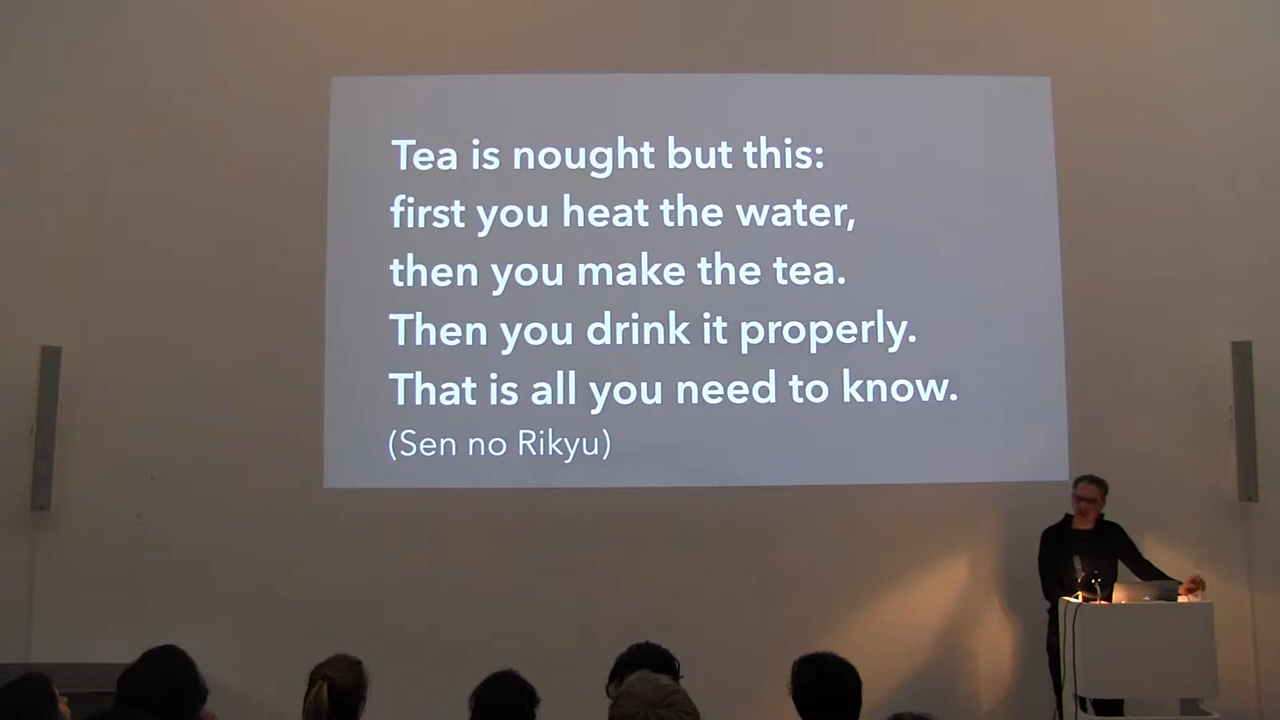 Tea is nought but this:
first you heat the water,
then you make the tea.
Then you drink it properly.
That is all you need to know.
(Sen no Rikyu)